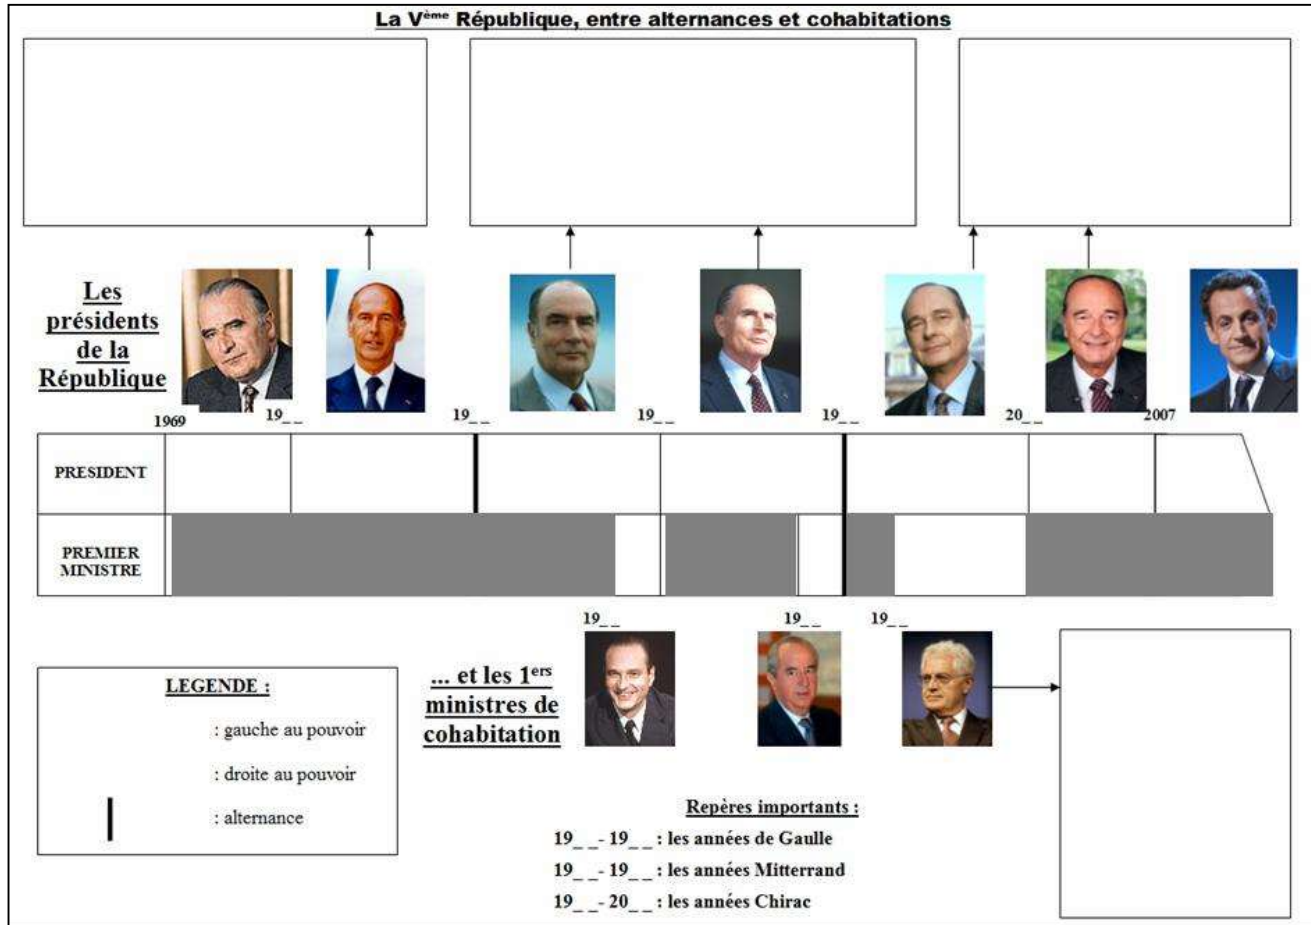 La Vème République, entre alternances et cohabitations
Les
présidents
de la
République
1969
19_ _
19_ _
19_ _
19_ _
20_ _
2007
PRESIDENT
PREMIER
MINISTRE
19_ _
19_ _
19_ _
... et les 1ers
ministres de
cohabitation
LEGENDE :
: gauche au pouvoir
: droite au pouvoir
: alternance
Repères importants :
19_ _- 19_ _ : les années de Gaulle
19_ _- 19_ _ : les années Mitterrand
19_ _- 20_ _ : les années Chirac